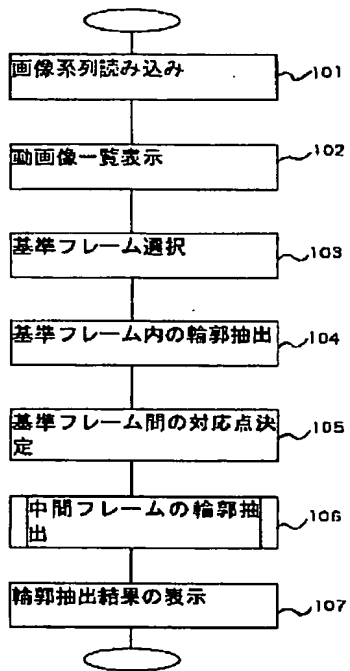 画像系列読み込み
101
動画像一覧表示
102
基準フレーム選択
103
基準フレーム内の輪郭抽出
104
基準フレーム間の対応点決
定
105
中間フレームの輪郭抽
出
106
輪郭抽出結果の表示
107